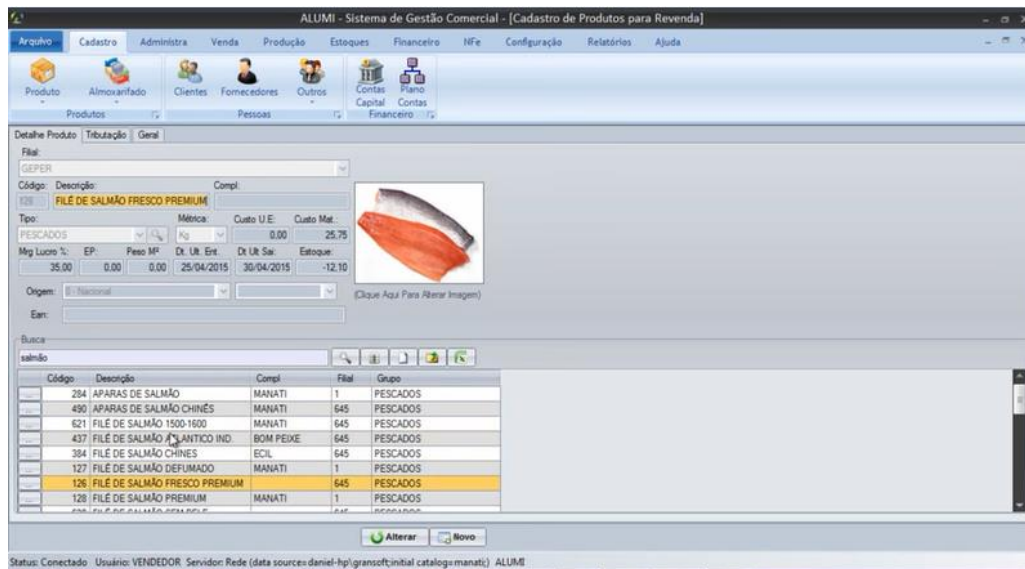 ALUMI - Sistema de Gestão Comercial - [Cadastro de Produtos para Revenda]
Arquivo Cadastro Administra Venda Produção Estoques Financeiro NFe Configuração Relatórios Ajuda
Produto Almoxarifado Clientes Fornecedores Outros Contas Capital Plano Contas
Produtos Pessoas Financeiro
Detalhe Produto Tributação Geral
Filial:
GEPER
Código: Descrição: Compl:
126 FILÉ DE SALMÃO FRESCO PREMIUM
Tipo: Métrica: Custo U.E: Custo Mat.:
PESCADOS Kg 0,00 25,75
Mrg Lucro %: EP: Peso M² Dt. Ult. Ent. Dt Ult Sai: Estoque:
35,00 0,00 0,00 25/04/2015 30/04/2015 -12,10
Origem: - Nacional
(Clique Aqui Para Alterar Imagem)
Ean:
Busca
salmão
Código Descrição Compl Filial Grupo
284 APARAS DE SALMÃO MANATI 1 PESCADOS
490 APARAS DE SALMÃO CHINÊS MANATI 645 PESCADOS
621 FILÉ DE SALMÃO 1500-1600 MANATI 645 PESCADOS
437 FILÉ DE SALMÃO ATLANTICO IND. BOM PEIXE 645 PESCADOS
384 FILÉ DE SALMÃO CHINES ECIL 645 PESCADOS
127 FILÉ DE SALMÃO DEFUMADO MANATI 1 PESCADOS
126 FILÉ DE SALMÃO FRESCO PREMIUM 645 PESCADOS
128 FILÉ DE SALMÃO PREMIUM MANATI 1 PESCADOS
Alterar Novo
Status: Conectado Usuário: VENDEDOR Servidor: Rede (data source=daniel-hp\gransoft;initial catalog=manati;) ALUMI